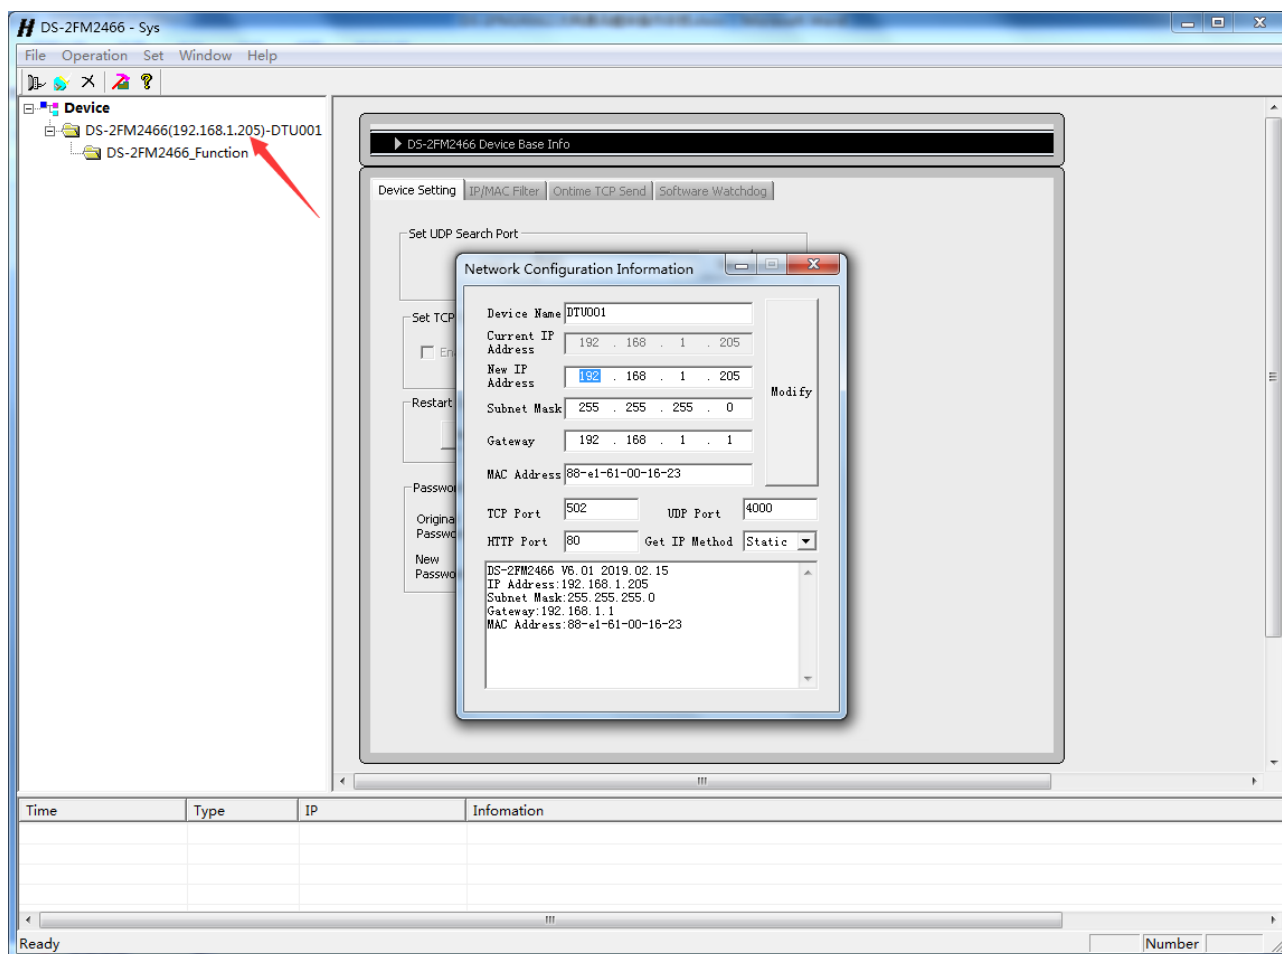 DS-2FM2466 - Sys
File Operation Set Window Help
Device
DS-2FM2466(192.168.1.205)-DTU001
DS-2FM2466_Function
DS-2FM2466 Device Base Info
Device Setting IP/MAC Filter Ontime TCP Send Software Watchdog
Set UDP Search Port
Set TCP
En
Restart
Passwo
Origina
Passwo
New
Passwo
Network Configuration Information
Device Name DTU001
Current IP Address 192 . 168 . 1 . 205
New IP Address 192 . 168 . 1 . 205
Subnet Mask 255 . 255 . 255 . 0
Gateway 192 . 168 . 1 . 1
MAC Address 88-e1-61-00-16-23
Modify
TCP Port 502 UDP Port 4000
HTTP Port 80 Get IP Method Static
DS-2FM2466 V6.01 2019.02.15
IP Address:192.168.1.205
Subnet Mask:255.255.255.0
Gateway:192.168.1.1
MAC Address:88-e1-61-00-16-23
Time Type IP Infomation
Ready Number